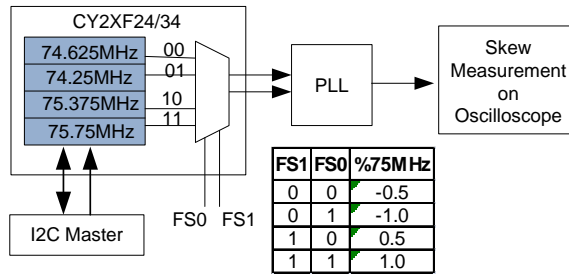 CY2XF24/34
74.625MHz 00
74.25MHz 01
75.375MHz 10
75.75MHz 11
PLL
Skew
Measurement
on
Oscilloscope
I2C Master
FS0 FS1
FS1 FS0 %75MHz
0 0 -0.5
0 1 -1.0
1 0 0.5
1 1 1.0